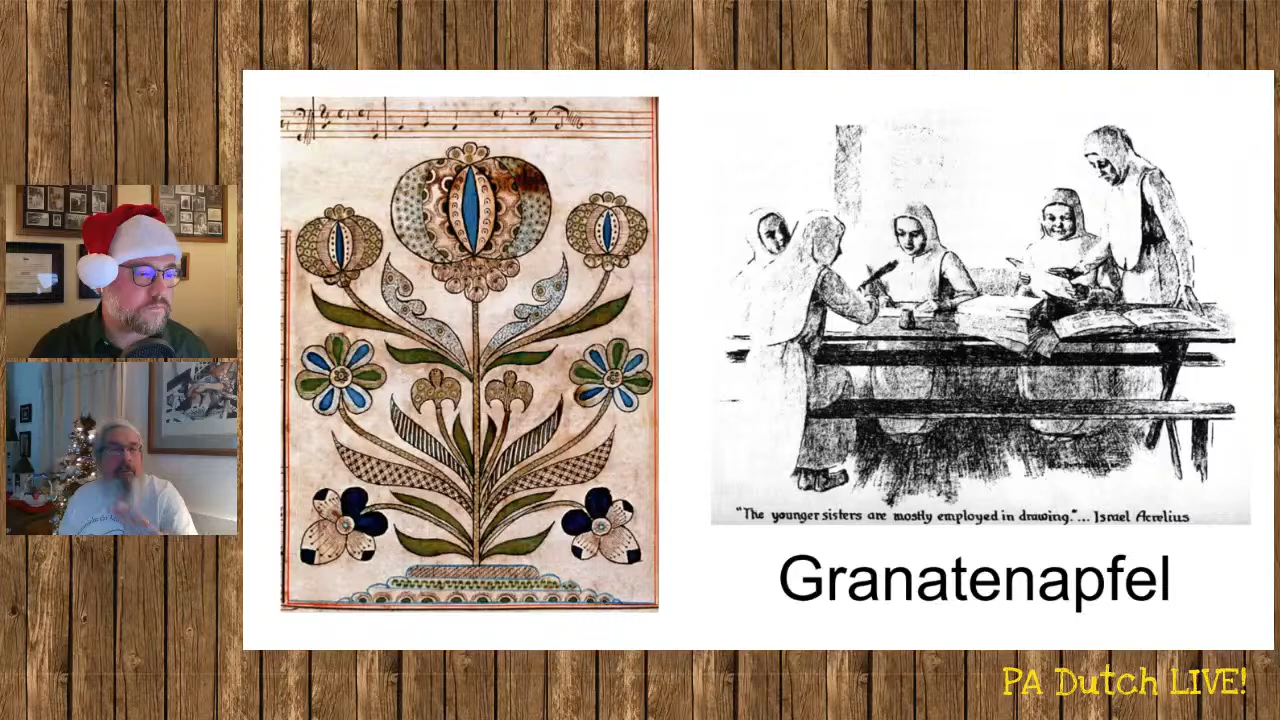 "The younger sisters are mostly employed in drawing."... Israel Acrelius
Granatenapfel
PA Dutch LIVE!